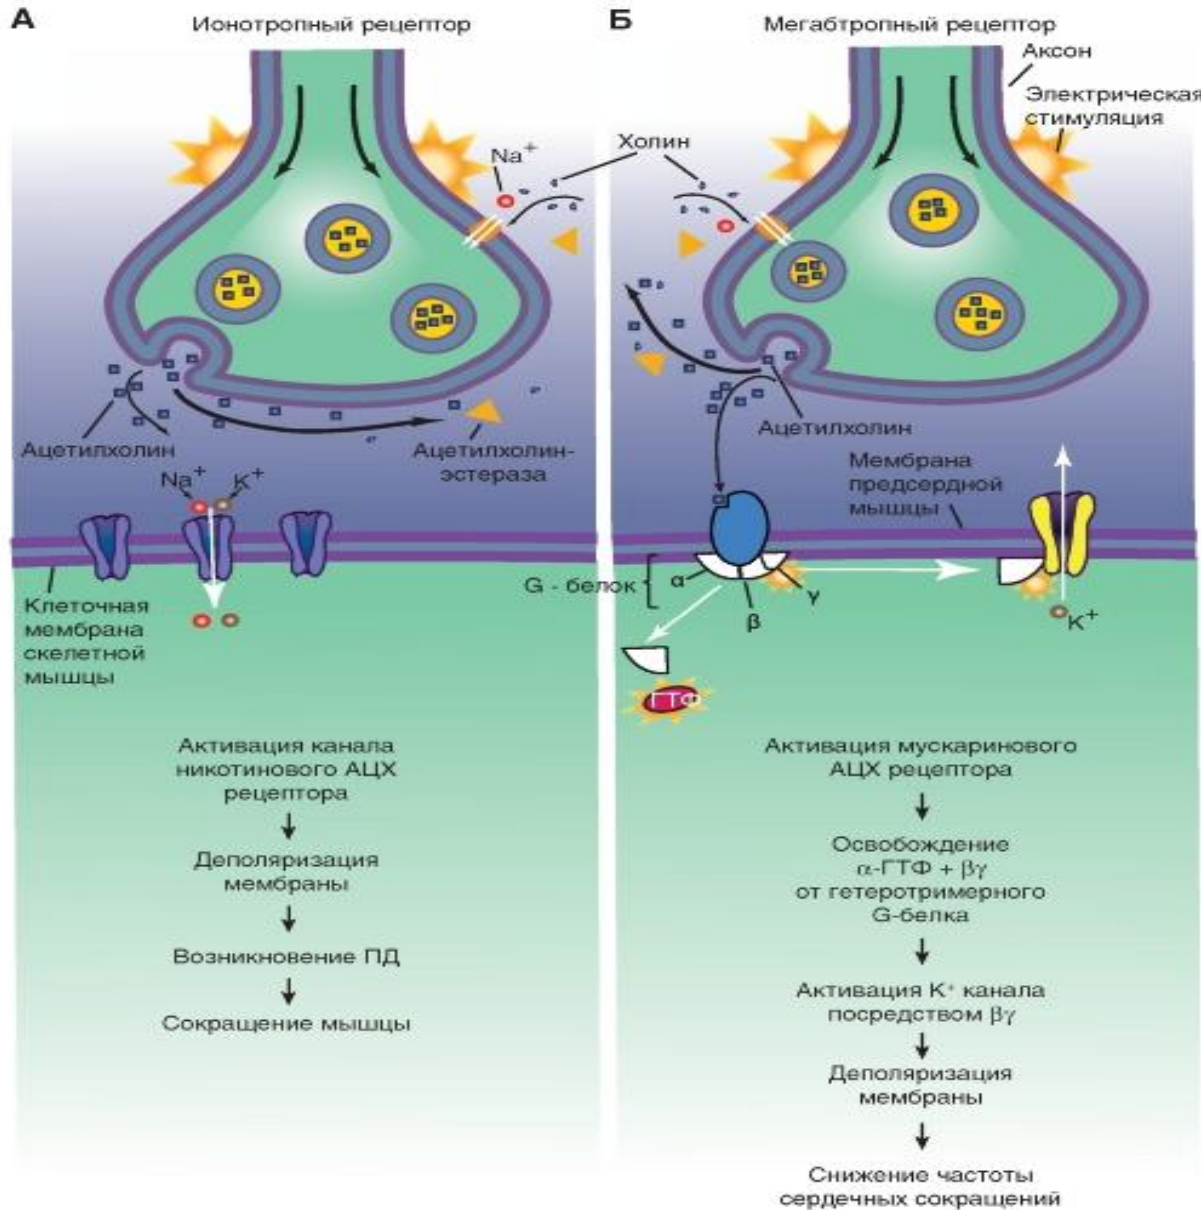 А
Ионотропный рецептор
Na⁺
Ацетилхолин
Ацетилхолин-
эстераза
Na⁺
K⁺
Клеточная
мембрана
скелетной
мышцы
Активация канала
никотинового АЦХ
рецептора
Деполяризация
мембраны
Возникновение ПД
Сокращение мышцы
Холин
Б
Мегабтропный рецептор
Аксон
Электрическая
стимуляция
Ацетилхолин
Мембрана
предсердной
мышцы
G - белок
α
β
γ
K⁺
ГТФ
Активация мускаринового
АЦХ рецептора
Освобождение
α-ГТФ + βγ
от гетеротримерного
G-белка
Активация K⁺ канала
посредством βγ
Деполяризация
мембраны
Снижение частоты
сердечных сокращений